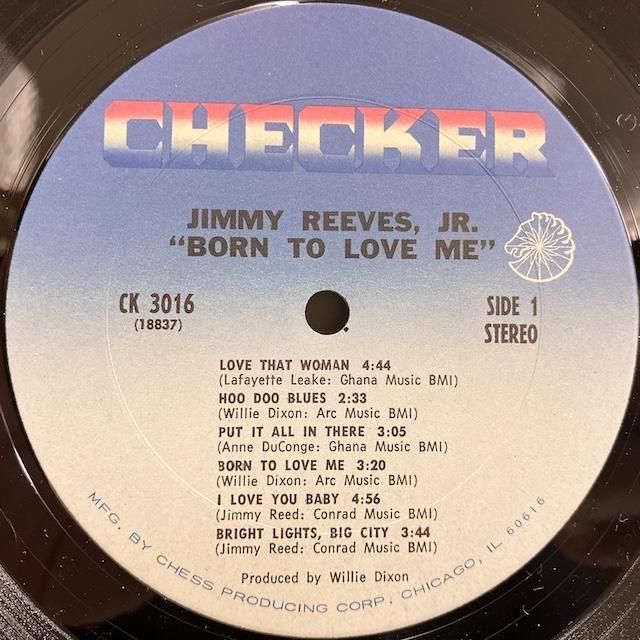 CHECKER
JIMMY REEVES, JR.
"BORN TO LOVE ME"
CK 3016
(18837)
SIDE 1
STEREO
LOVE THAT WOMAN 4:44
(Lafayette Leake: Ghana Music BMI)
HOO DOO BLUES 2:33
(Willie Dixon: Arc Music BMI)
PUT IT ALL IN THERE 3:05
(Anne DuConge: Ghana Music BMI)
BORN TO LOVE ME 3:20
(Willie Dixon: Arc Music BMI)
I LOVE YOU BABY 4:56
(Jimmy Reed: Conrad Music BMI)
BRIGHT LIGHTS, BIG CITY 3:44
(Jimmy Reed: Conrad Music BMI)
Produced by Willie Dixon
MFG. BY CHESS PRODUCING CORP. CHICAGO, IL 60616